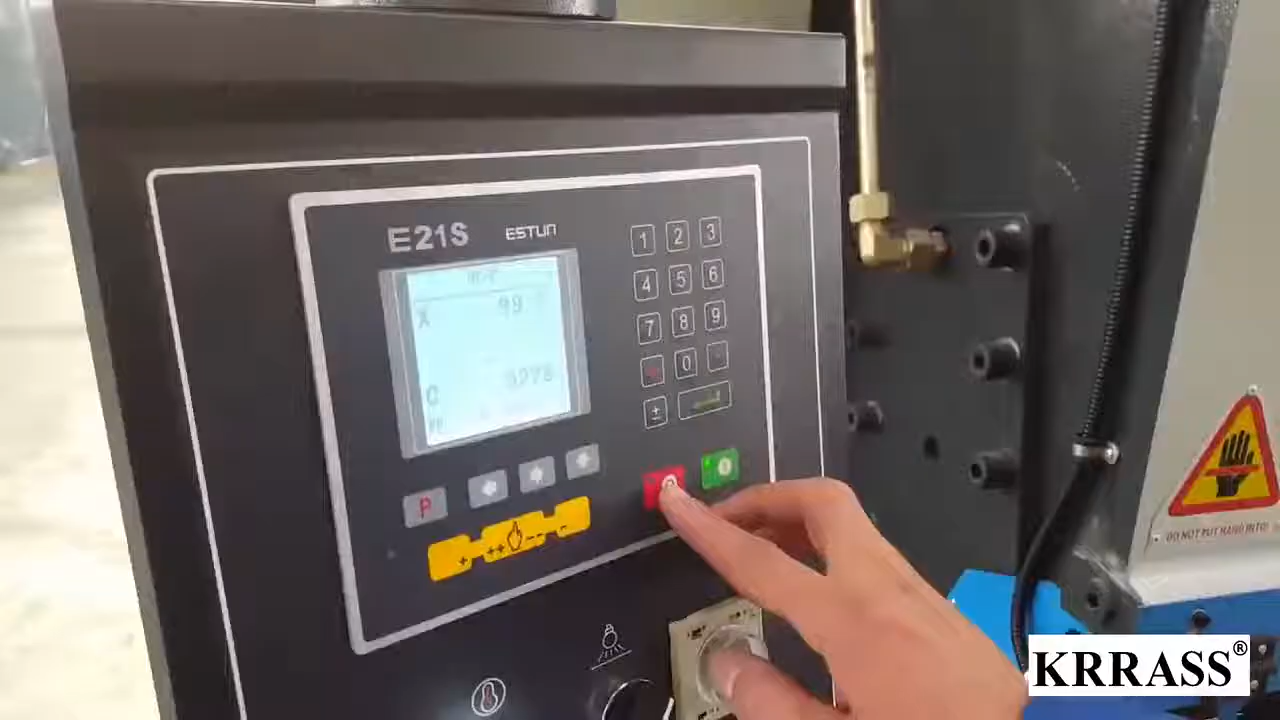 E21S ESTUN
1 2 3
4 5 6
7 8 9
0
±
X 99
C
P
+ ++ -- -
DO NOT PUT HAND INTO
KRRASS®